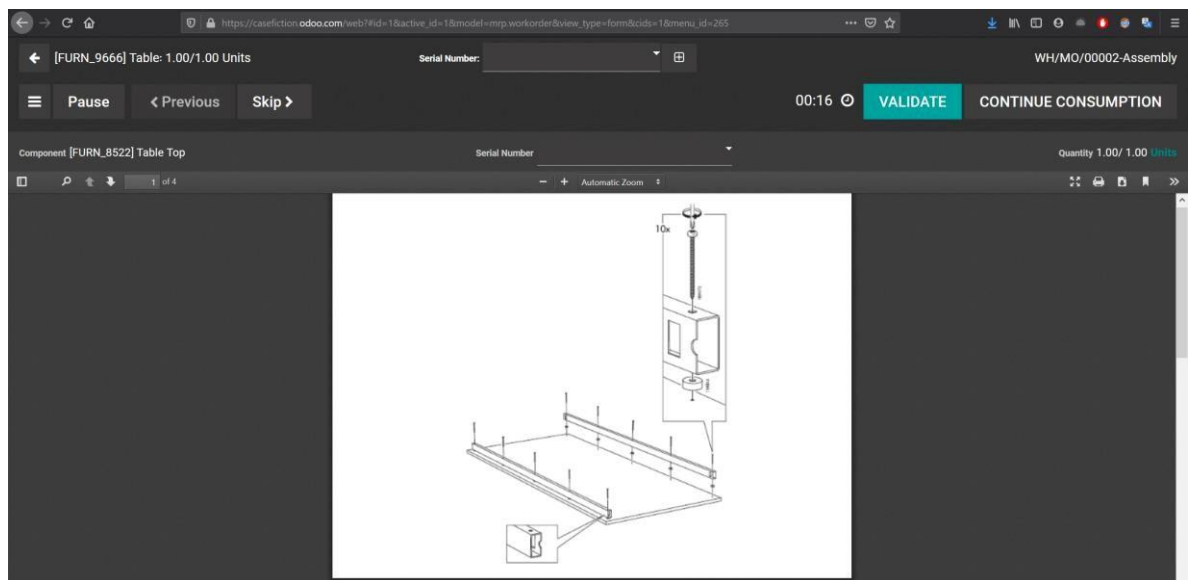 https://casefiction.odoo.com/web?#id=1&active_id=1&model=mrp.workorder&view_type=form&cids=1&menu_id=265
[FURN_9666] Table: 1.00/1.00 Units Serial Number: WH/MO/00002-Assembly
Pause < Previous Skip > 00:16 VALIDATE CONTINUE CONSUMPTION
Component [FURN_8522] Table Top Serial Number Quantity 1.00/ 1.00 Units
1 of 4 Automatic Zoom
10x